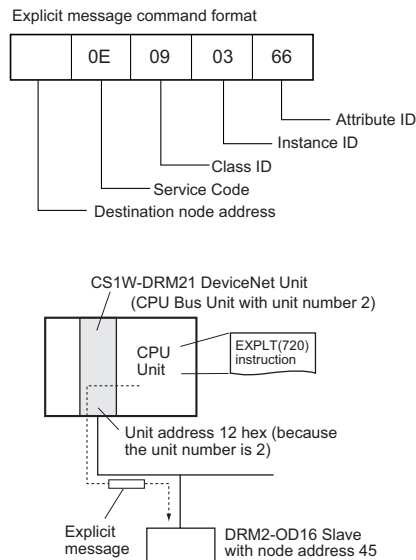 Explicit message command format
0E 09 03 66
Attribute ID
Instance ID
Class ID
Service Code
Destination node address
CS1W-DRM21 DeviceNet Unit
(CPU Bus Unit with unit number 2)
CPU
Unit
EXPLT(720)
instruction
Unit address 12 hex (because
the unit number is 2)
Explicit
message
DRM2-OD16 Slave
with node address 45